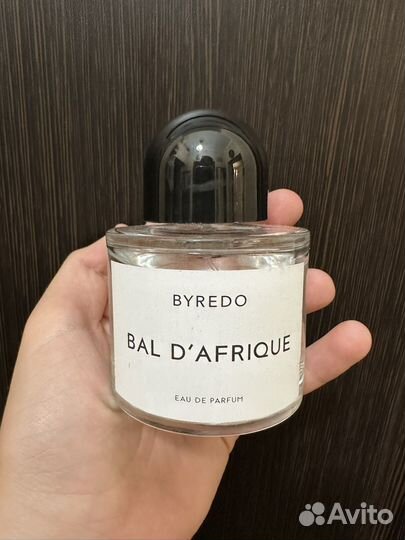 BYREDO
BAL D'AFRIQUE
EAU DE PARFUM
Avito